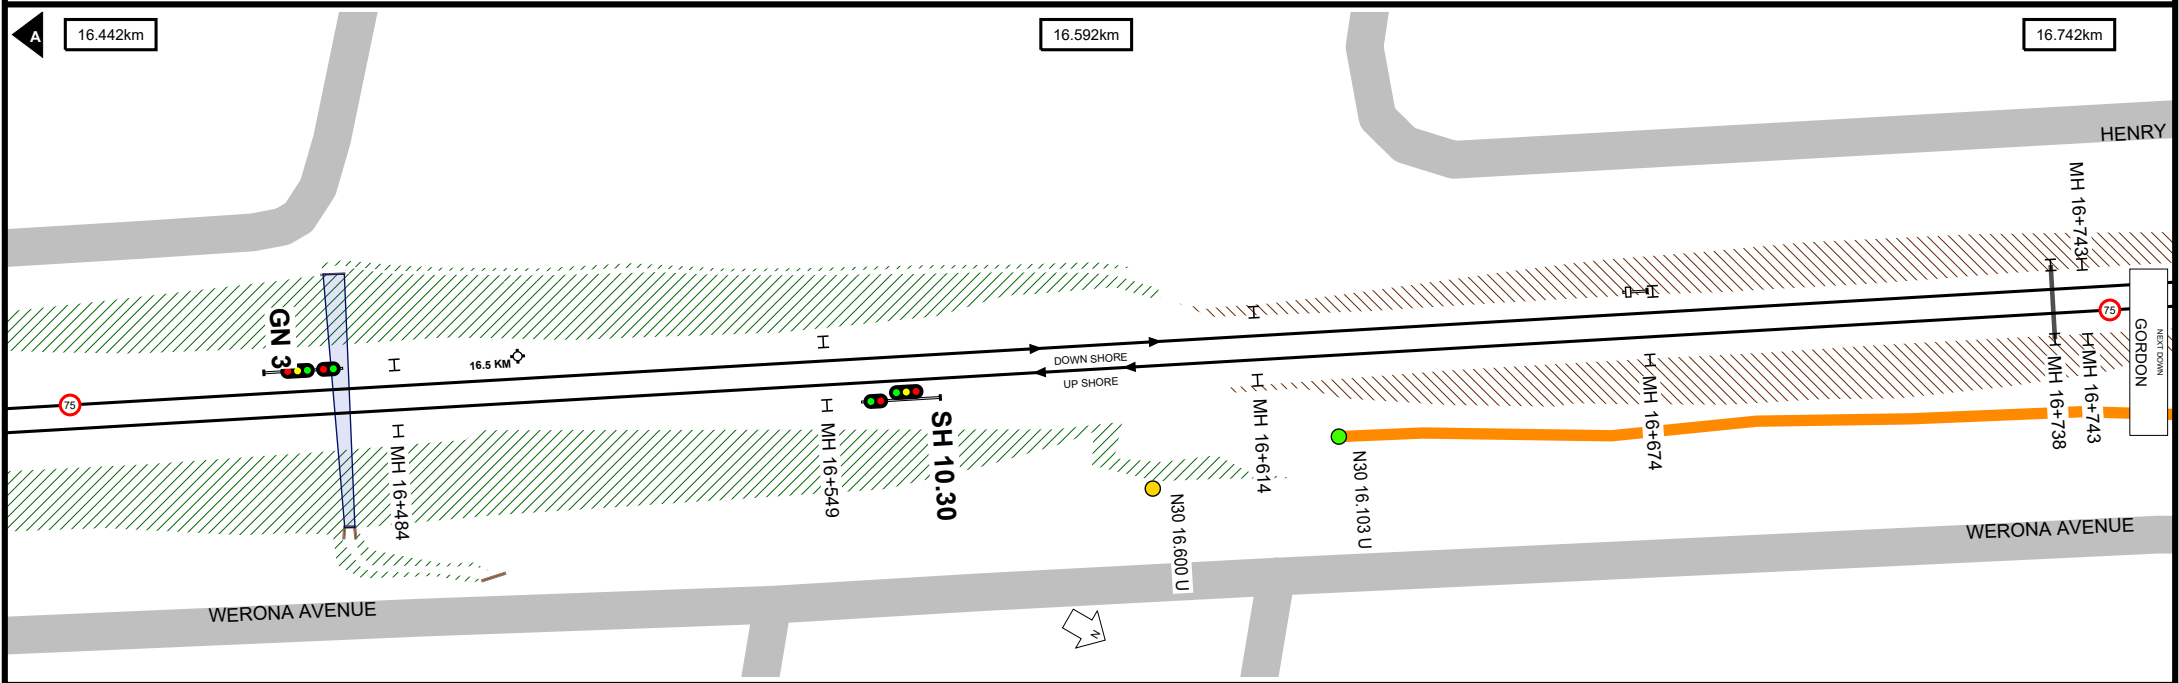 A
16.442km
16.592km
16.742km
HENRY
MH 16+743
GN 3
16.5 KM
DOWN SHORE
UP SHORE
75
75
GORDON
NEXT DOWN
MH 16+484
MH 16+549
SH 10.30
MH 16+614
MH 16+674
MH 16+738
MH 16+743
N30 16.600 U
N30 16.103 U
WERONA AVENUE
WERONA AVENUE
N